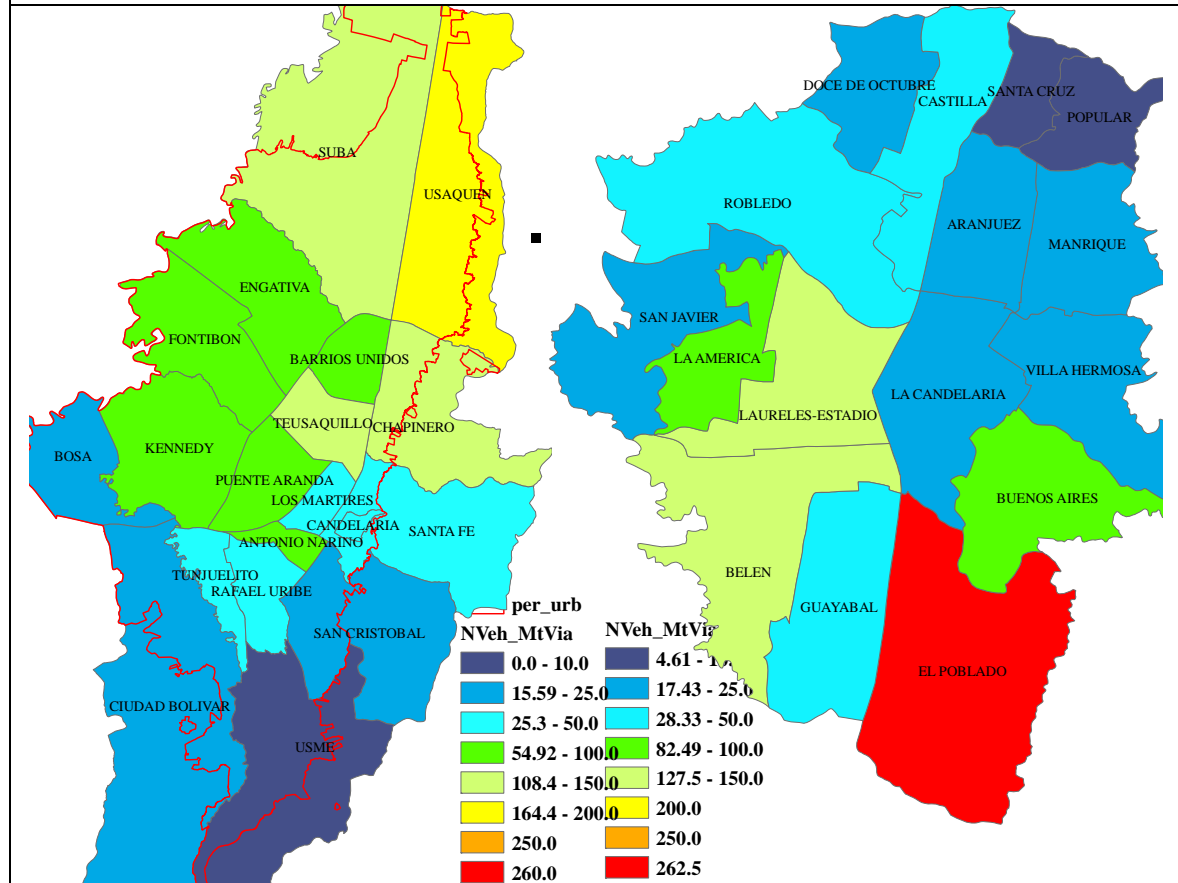 DOCE DE OCTUBRE
SANTA CRUZ
CASTILLA
POPULAR
SUBA
USAQUEN
ROBLEDO
ARANJUEZ
MANRIQUE
ENGATIVA
SAN JAVIER
FONTIBON
BARRIOS UNIDOS
LA AMERICA
VILLA HERMOSA
LA CANDELARIA
LAURELES-ESTADIO
TEUSAQUILLO
CHAPINERO
KENNEDY
BOSA
PUENTE ARANDA
LOS MARTIRES
BUENOS AIRES
CANDELARIA
SANTA FE
ANTONIO NARINO
TUNJUELITO
RAFAEL URIBE
BELEN
GUAYABAL
SAN CRISTOBAL
EL POBLADO
CIUDAD BOLIVAR
USME
per_urb
NVeh_MtVia
0.0 - 10.0
15.59 - 25.0
25.3 - 50.0
54.92 - 100.0
108.4 - 150.0
164.4 - 200.0
250.0
260.0
NVeh_MtVia
4.61 -
17.43 - 25.0
28.33 - 50.0
82.49 - 100.0
127.5 - 150.0
200.0
250.0
262.5